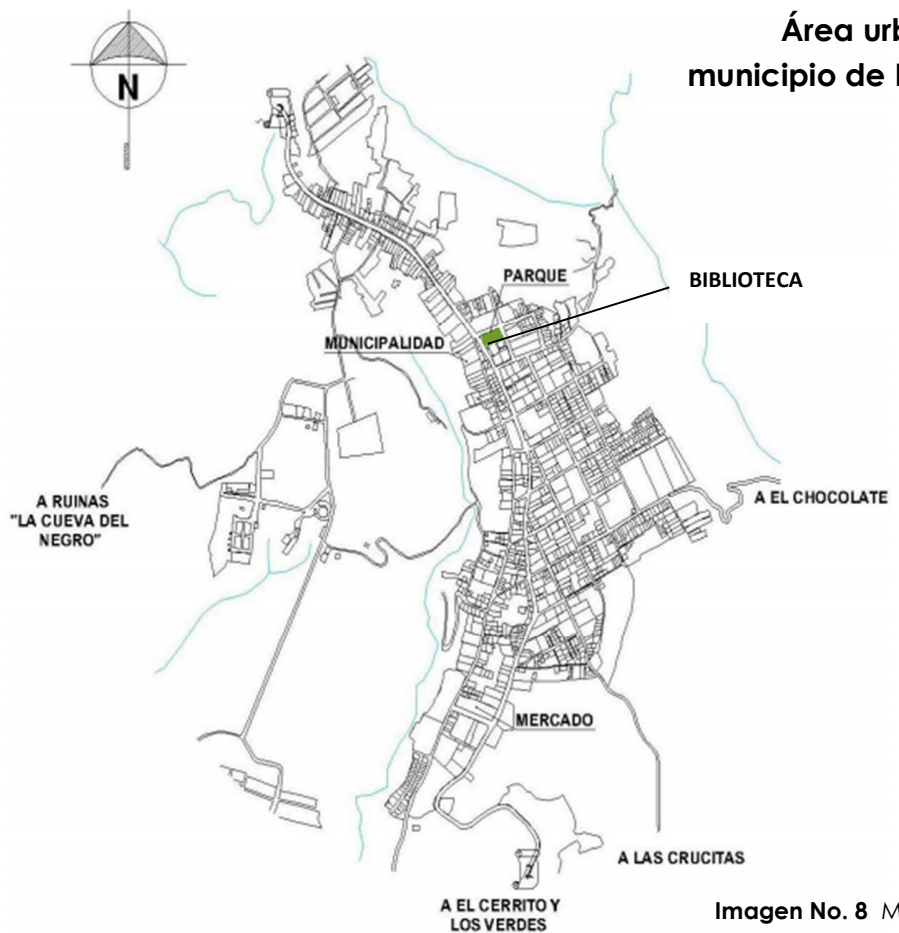 Área urb
municipio de
N
2
PARQUE
BIBLIOTECA
MUNICIPALIDAD
A RUINAS
"LA CUEVA DEL
NEGRO"
A EL CHOCOLATE
MERCADO
A LAS CRUCITAS
A EL CERRITO Y
LOS VERDES
Imagen No. 8 M